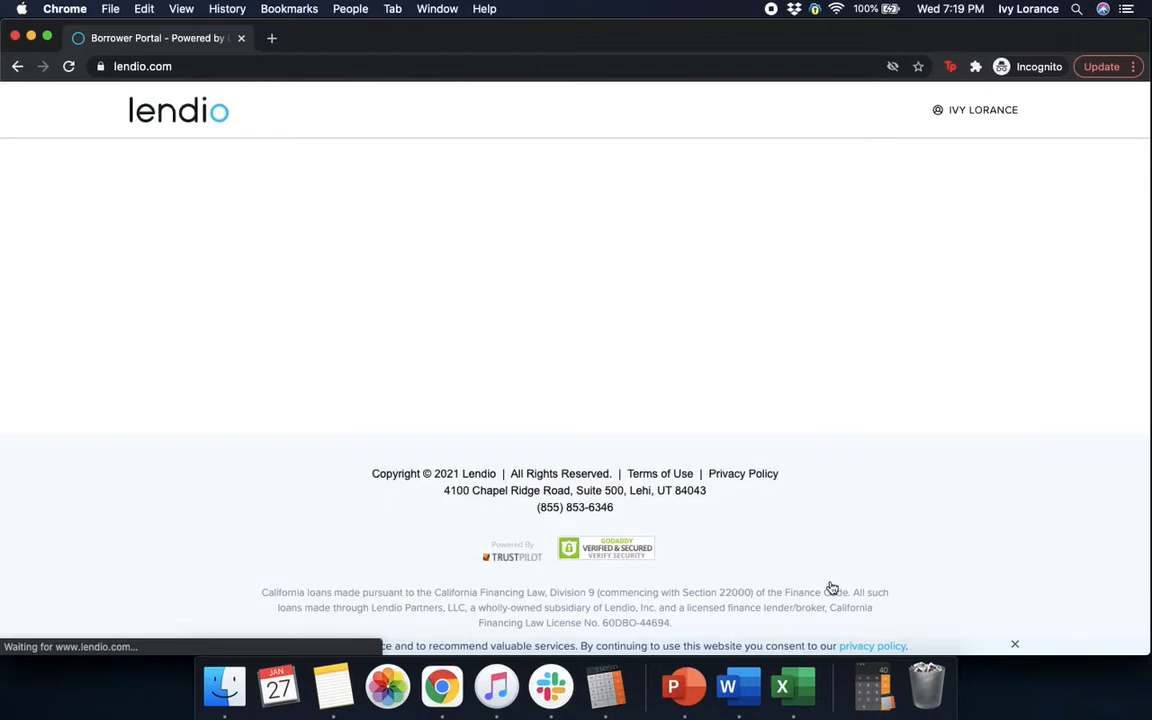 Chrome File Edit View History Bookmarks People Tab Window Help 100% Wed 7:19 PM Ivy Lorance
Borrower Portal - Powered by
lendio.com Incognito Update
lendio IVY LORANCE
Copyright © 2021 Lendio | All Rights Reserved. | Terms of Use | Privacy Policy
4100 Chapel Ridge Road, Suite 500, Lehi, UT 84043
(855) 853-6346
Powered By
TRUSTPILOT
GODADDY
VERIFIED & SECURED
VERIFY SECURITY
California loans made pursuant to the California Financing Law, Division 9 (commencing with Section 22000) of the Finance Code. All such
loans made through Lendio Partners, LLC, a wholly-owned subsidiary of Lendio, Inc. and a licensed finance lender/broker, California
Financing Law License No. 60DBO-44694.
Waiting for www.lendio.com... ce and to recommend valuable services. By continuing to use this website you consent to our privacy policy.
JAN
27
P
W
X
40